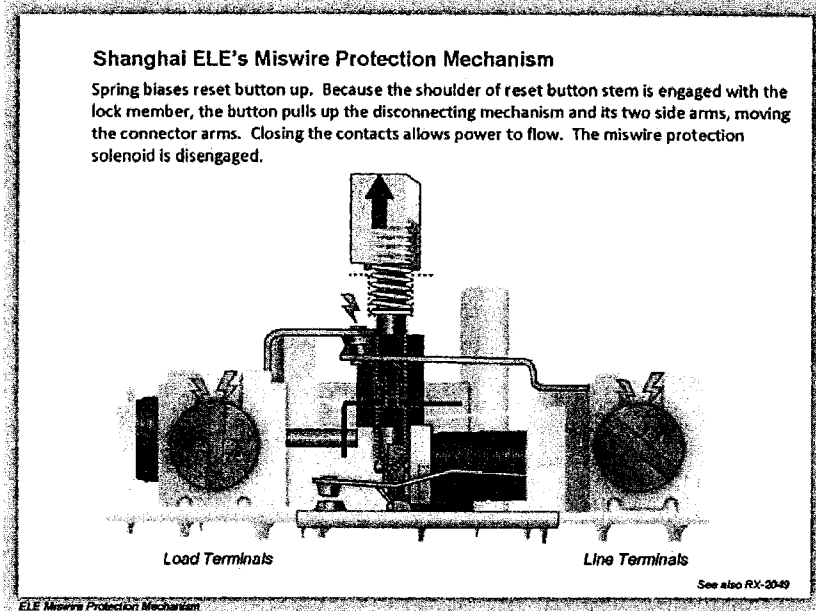 Shanghai ELE's Miswire Protection Mechanism
Spring biases reset button up. Because the shoulder of reset button stem is engaged with the
lock member, the button pulls up the disconnecting mechanism and its two side arms, moving
the connector arms. Closing the contacts allows power to flow. The miswire protection
solenoid is disengaged.
Load Terminals
Line Terminals
See also RX-2049
ELE Miswire Protection Mechanism